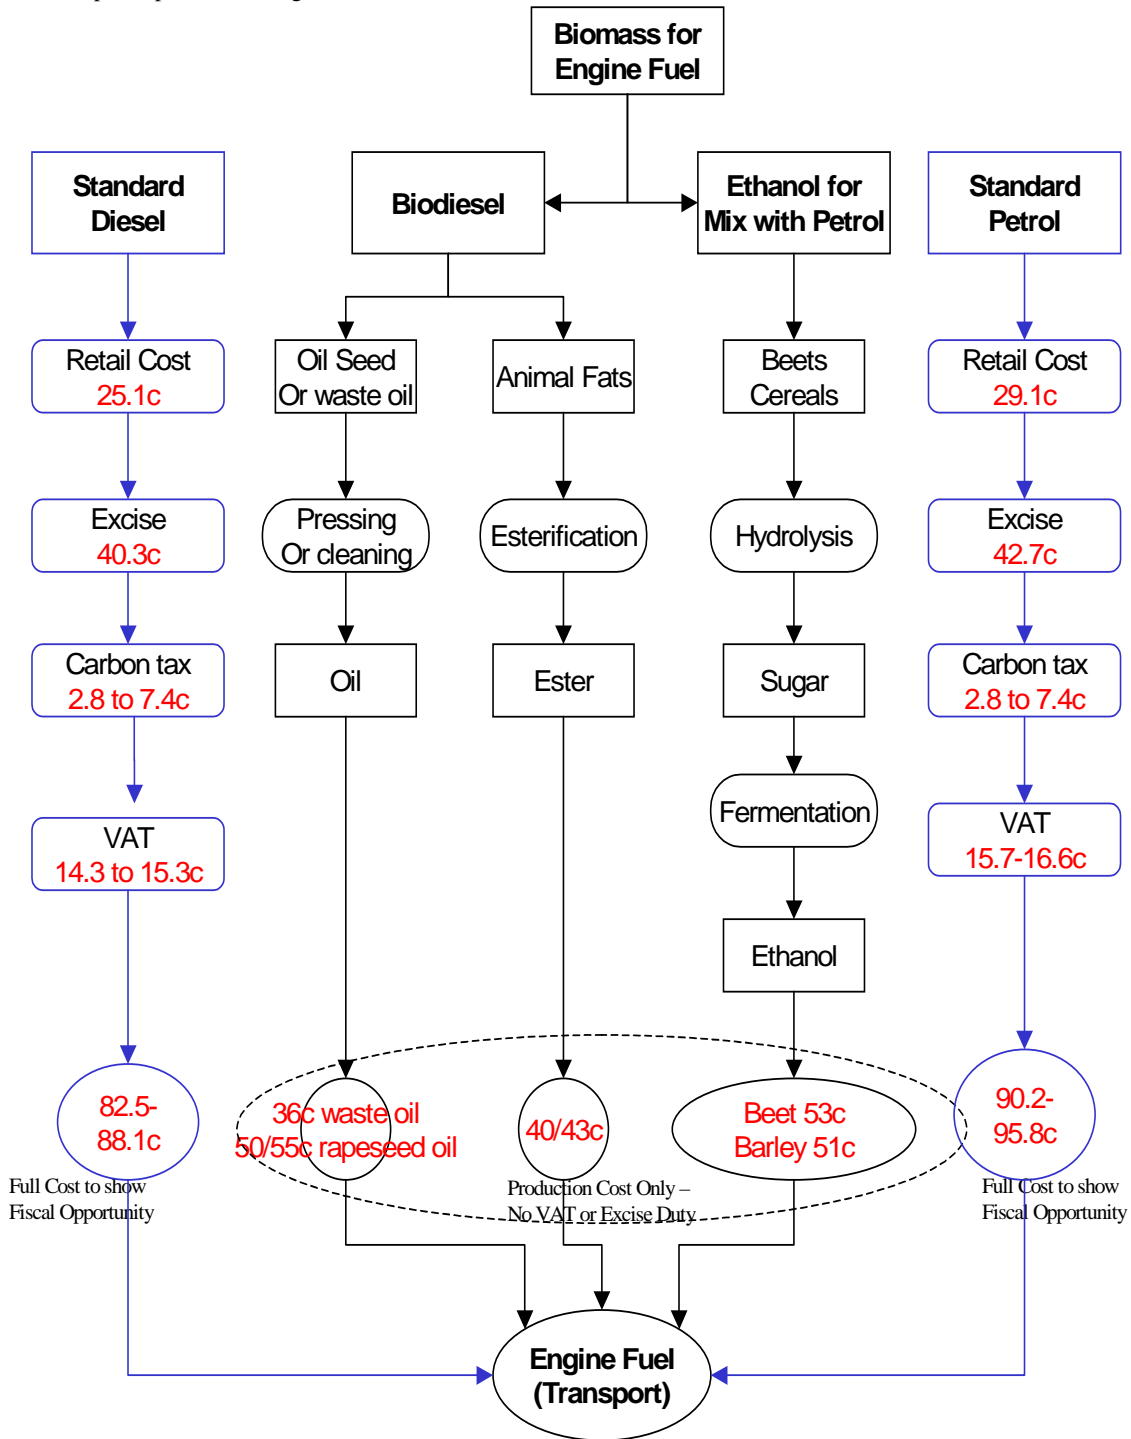 Biomass for
Engine Fuel
Standard
Diesel
Biodiesel
Ethanol for
Mix with Petrol
Standard
Petrol
Retail Cost
25.1c
Oil Seed
Or waste oil
Animal Fats
Beets
Cereals
Retail Cost
29.1c
Excise
40.3c
Pressing
Or cleaning
Esterification
Hydrolysis
Excise
42.7c
Carbon tax
2.8 to 7.4c
Oil
Ester
Sugar
Carbon tax
2.8 to 7.4c
VAT
14.3 to 15.3c
Fermentation
VAT
15.7-16.6c
Ethanol
82.5-
88.1c
36c waste oil
50/55c rapeseed oil
40/43c
Beet 53c
Barley 51c
90.2-
95.8c
Full Cost to show
Fiscal Opportunity
Production Cost Only –
No VAT or Excise Duty
Full Cost to show
Fiscal Opportunity
Engine Fuel
(Transport)